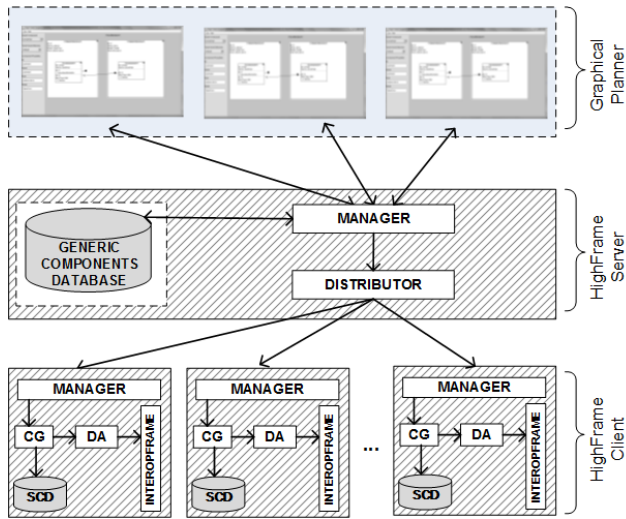 Graphical
Planner
MANAGER
GENERIC
COMPONENTS
DATABASE
DISTRIBUTOR
HighFrame
Server
MANAGER
CG
DA
INTEROPFRAME
SCD
MANAGER
CG
DA
INTEROPFRAME
SCD
...
MANAGER
CG
DA
INTEROPFRAME
SCD
HighFrame
Client